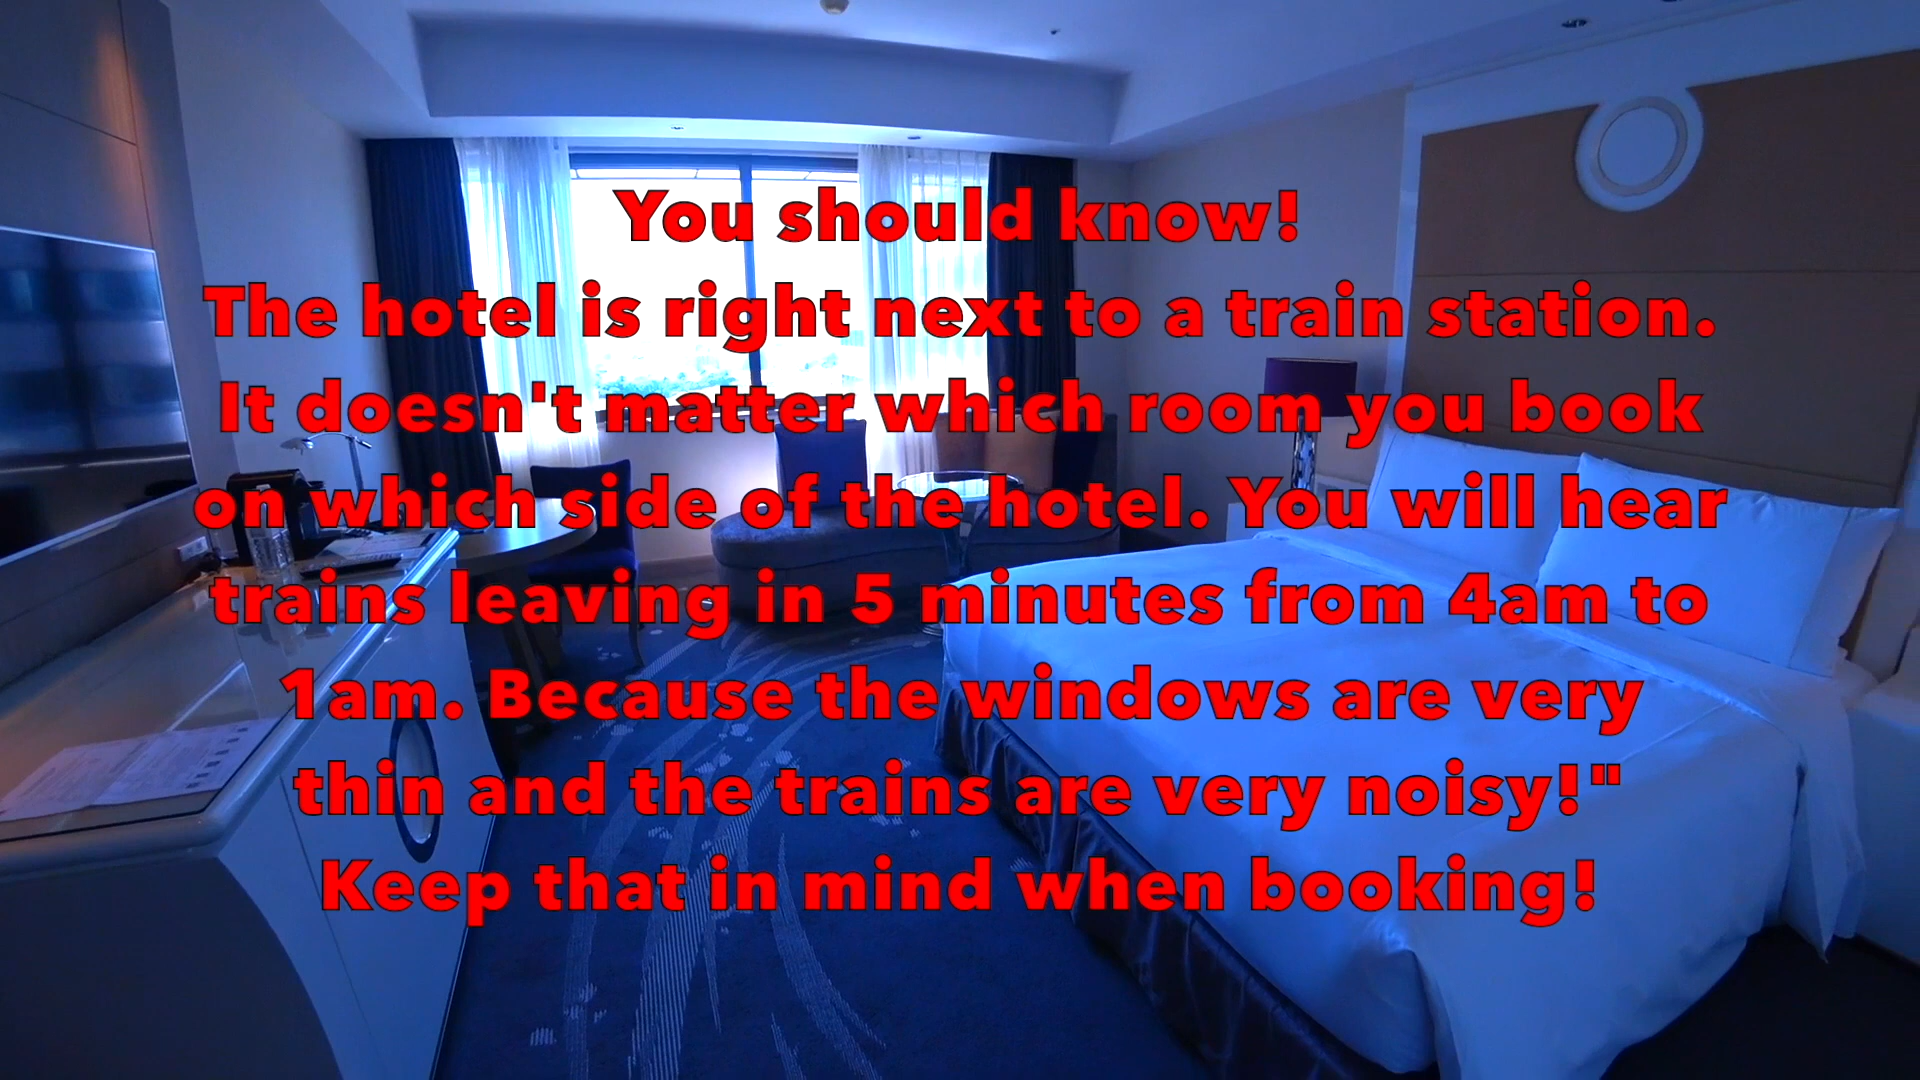 You should know!
The hotel is right next to a train station.
It doesn't matter which room you book
on which side of the hotel. You will hear
trains leaving in 5 minutes from 4am to
1am. Because the windows are very
thin and the trains are very noisy!"
Keep that in mind when booking!